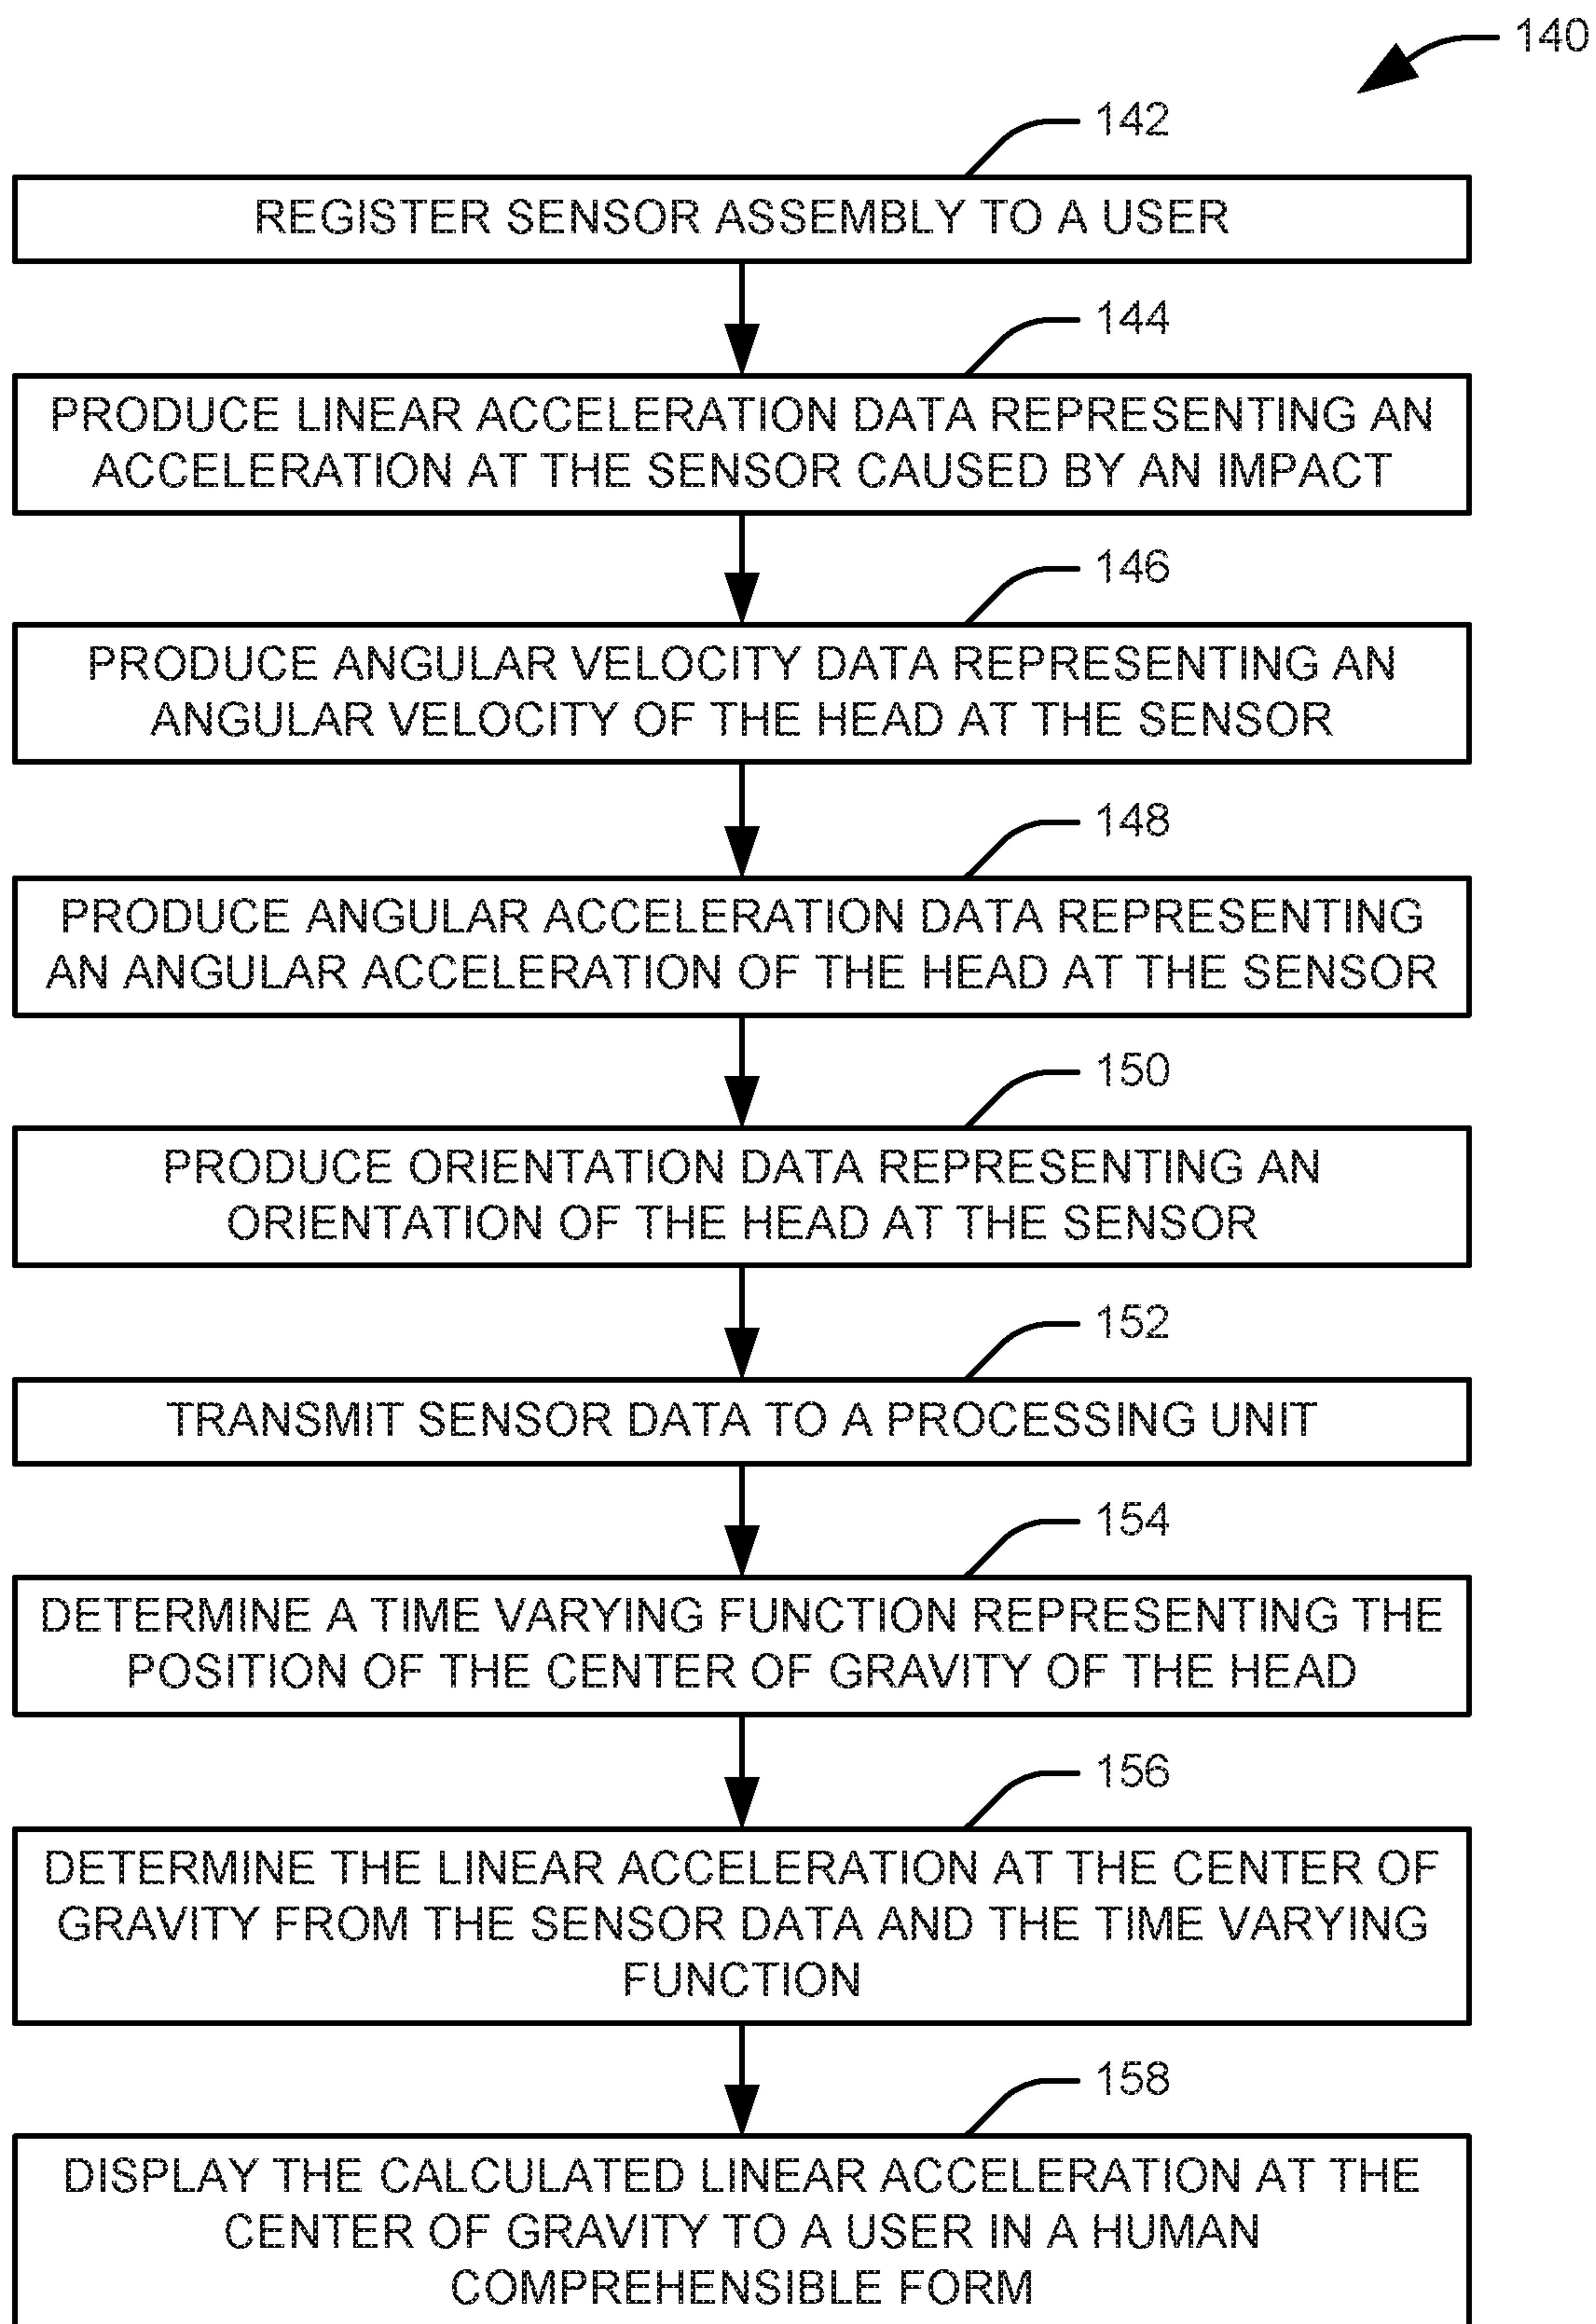 140
142
REGISTER SENSOR ASSEMBLY TO A USER
144
PRODUCE LINEAR ACCELERATION DATA REPRESENTING AN
ACCELERATION AT THE SENSOR CAUSED BY AN IMPACT
146
PRODUCE ANGULAR VELOCITY DATA REPRESENTING AN
ANGULAR VELOCITY OF THE HEAD AT THE SENSOR
148
PRODUCE ANGULAR ACCELERATION DATA REPRESENTING
AN ANGULAR ACCELERATION OF THE HEAD AT THE SENSOR
150
PRODUCE ORIENTATION DATA REPRESENTING AN
ORIENTATION OF THE HEAD AT THE SENSOR
152
TRANSMIT SENSOR DATA TO A PROCESSING UNIT
154
DETERMINE A TIME VARYING FUNCTION REPRESENTING THE
POSITION OF THE CENTER OF GRAVITY OF THE HEAD
156
DETERMINE THE LINEAR ACCELERATION AT THE CENTER OF
GRAVITY FROM THE SENSOR DATA AND THE TIME VARYING
FUNCTION
158
DISPLAY THE CALCULATED LINEAR ACCELERATION AT THE
CENTER OF GRAVITY TO A USER IN A HUMAN
COMPREHENSIBLE FORM